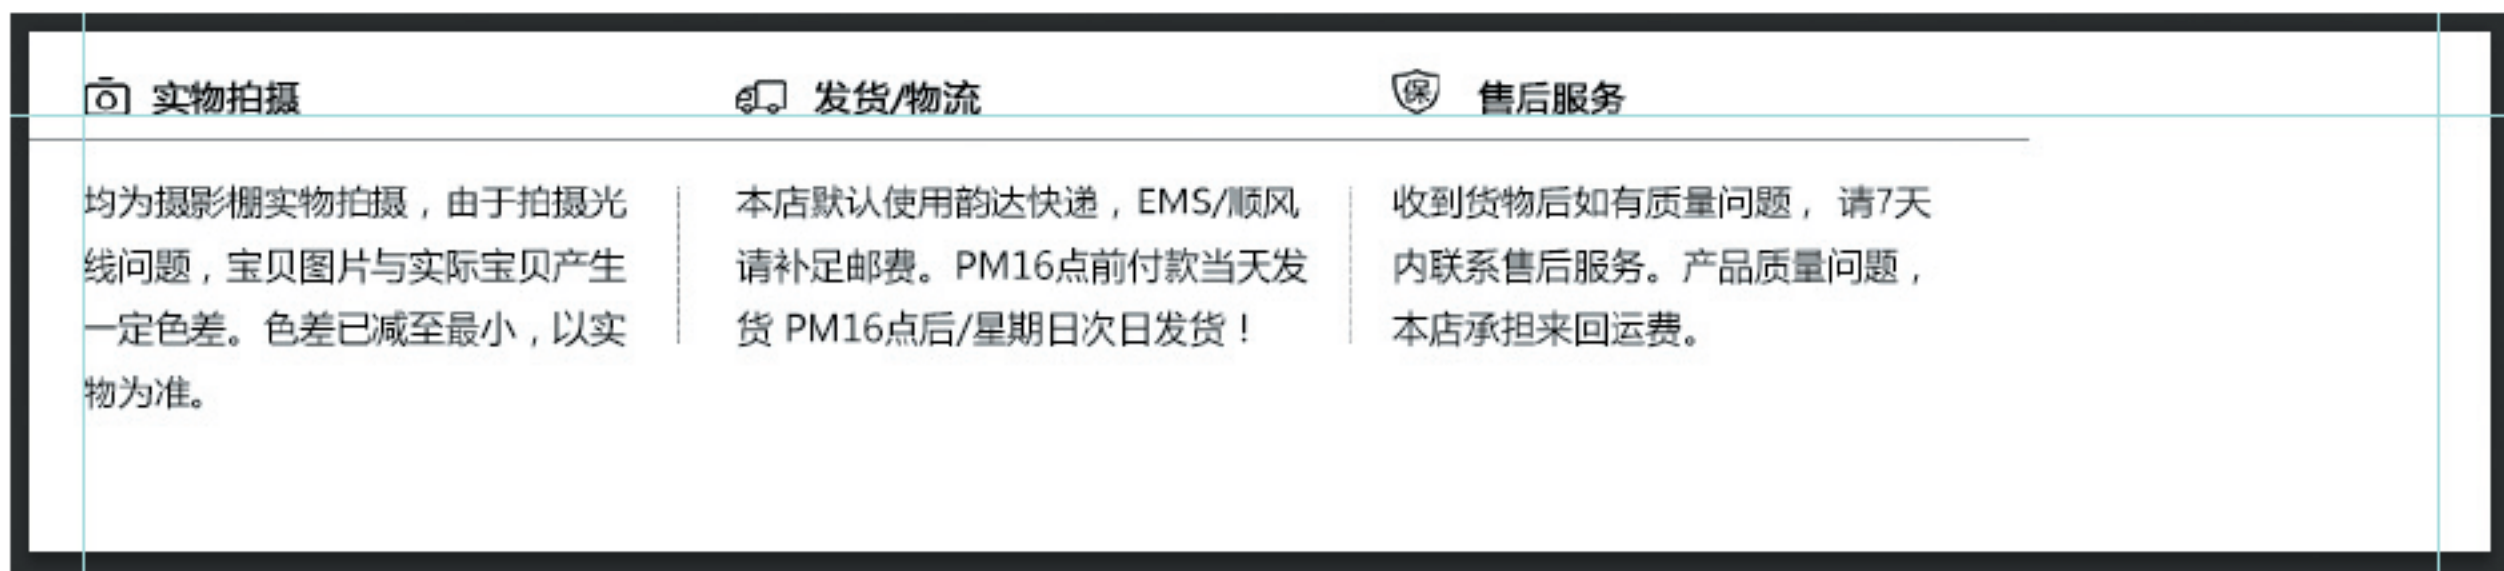 实物拍摄
均为摄影棚实物拍摄，由于拍摄光
线问题，宝贝图片与实际宝贝产生
一定色差。色差已减至最小，以实
物为准。
发货/物流
本店默认使用韵达快递，EMS/顺风
请补足邮费。PM16点前付款当天发
货 PM16点后/星期日次日发货！
保
售后服务
收到货物后如有质量问题， 请7天
内联系售后服务。产品质量问题，
本店承担来回运费。